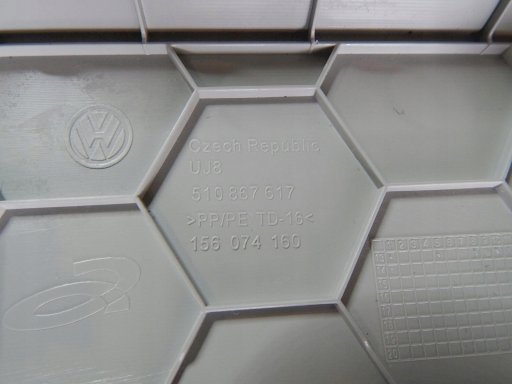 Czech Republic
UJ8
510 867 617
>PP/PE TD-16<
156 074 160